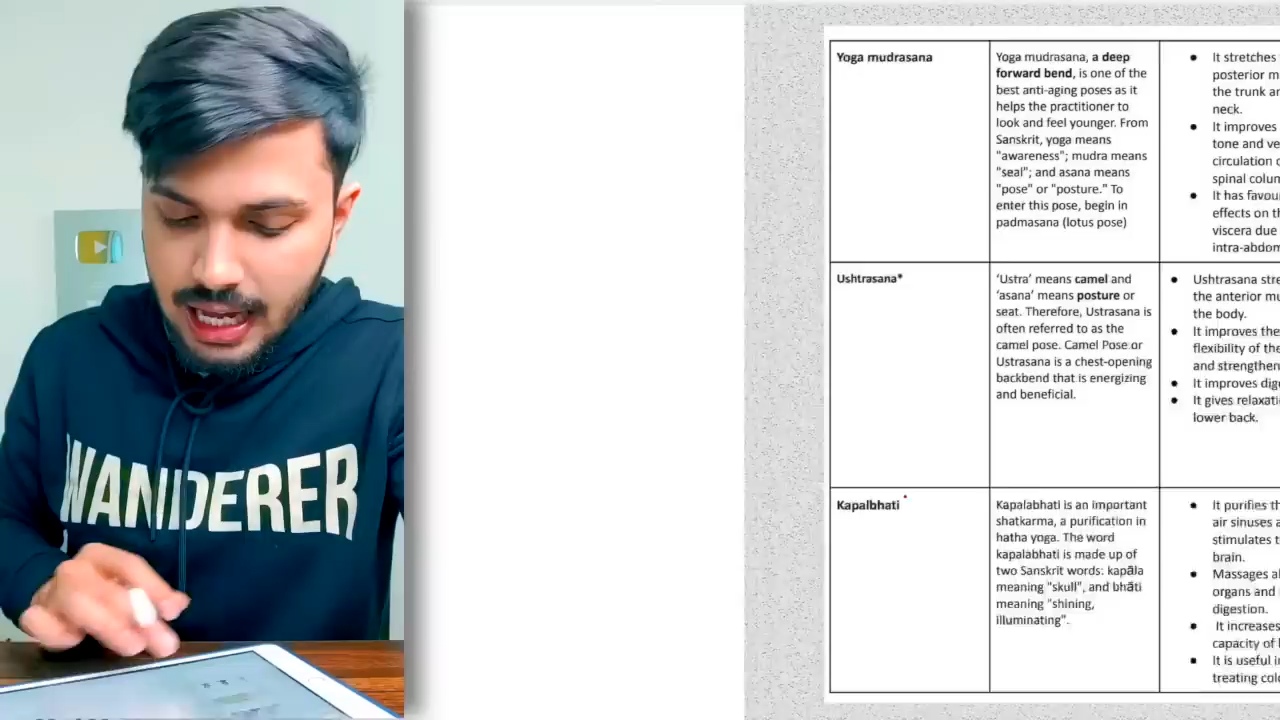 WANDERER
Yoga mudrasana
Yoga mudrasana, a deep
forward bend, is one of the
best anti-aging poses as it
helps the practitioner to
look and feel younger. From
Sanskrit, yoga means
"awareness"; mudra means
"seal"; and asana means
"pose" or "posture." To
enter this pose, begin in
padmasana (lotus pose)
● It stretches
posterior m
the trunk an
neck.
● It improves
tone and ve
circulation o
spinal colum
● It has favou
effects on th
viscera due
intra-abdom
Ushtrasana*
‘Ustra’ means camel and
‘asana’ means posture or
seat. Therefore, Ustrasana is
often referred to as the
camel pose. Camel Pose or
Ustrasana is a chest-opening
backbend that is energizing
and beneficial.
● Ushtrasana stre
the anterior mu
the body.
● It improves the
flexibility of the
and strengthen
● It improves dige
● It gives relaxati
lower back.
Kapalbhati
Kapalabhati is an important
shatkarma, a purification in
hatha yoga. The word
kapalabhati is made up of
two Sanskrit words: kapāla
meaning "skull", and bhāti
meaning "shining,
illuminating".
● It purifies th
air sinuses a
stimulates t
brain.
● Massages al
organs and
digestion.
● It increases
capacity of l
● It is useful i
treating cold